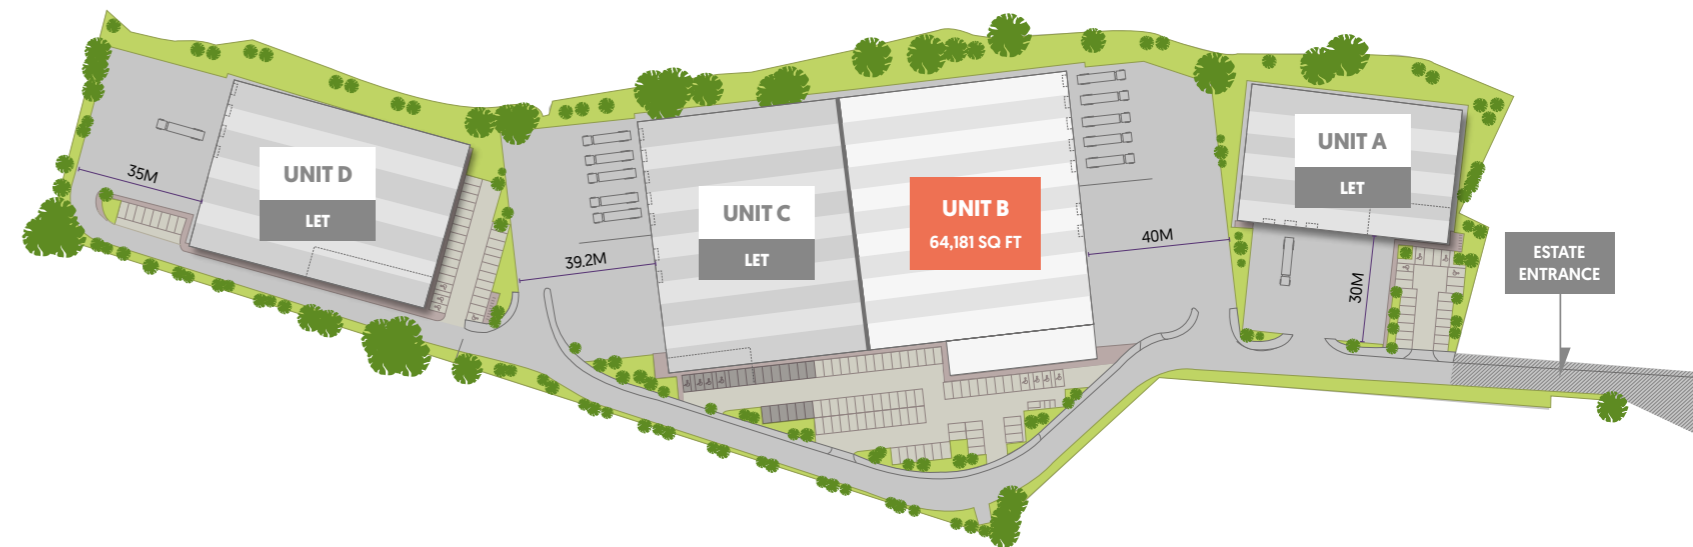 UNIT D
LET
35M
39.2M
UNIT C
LET
UNIT B
64,181 SQ FT
40M
UNIT A
LET
30M
ESTATE
ENTRANCE